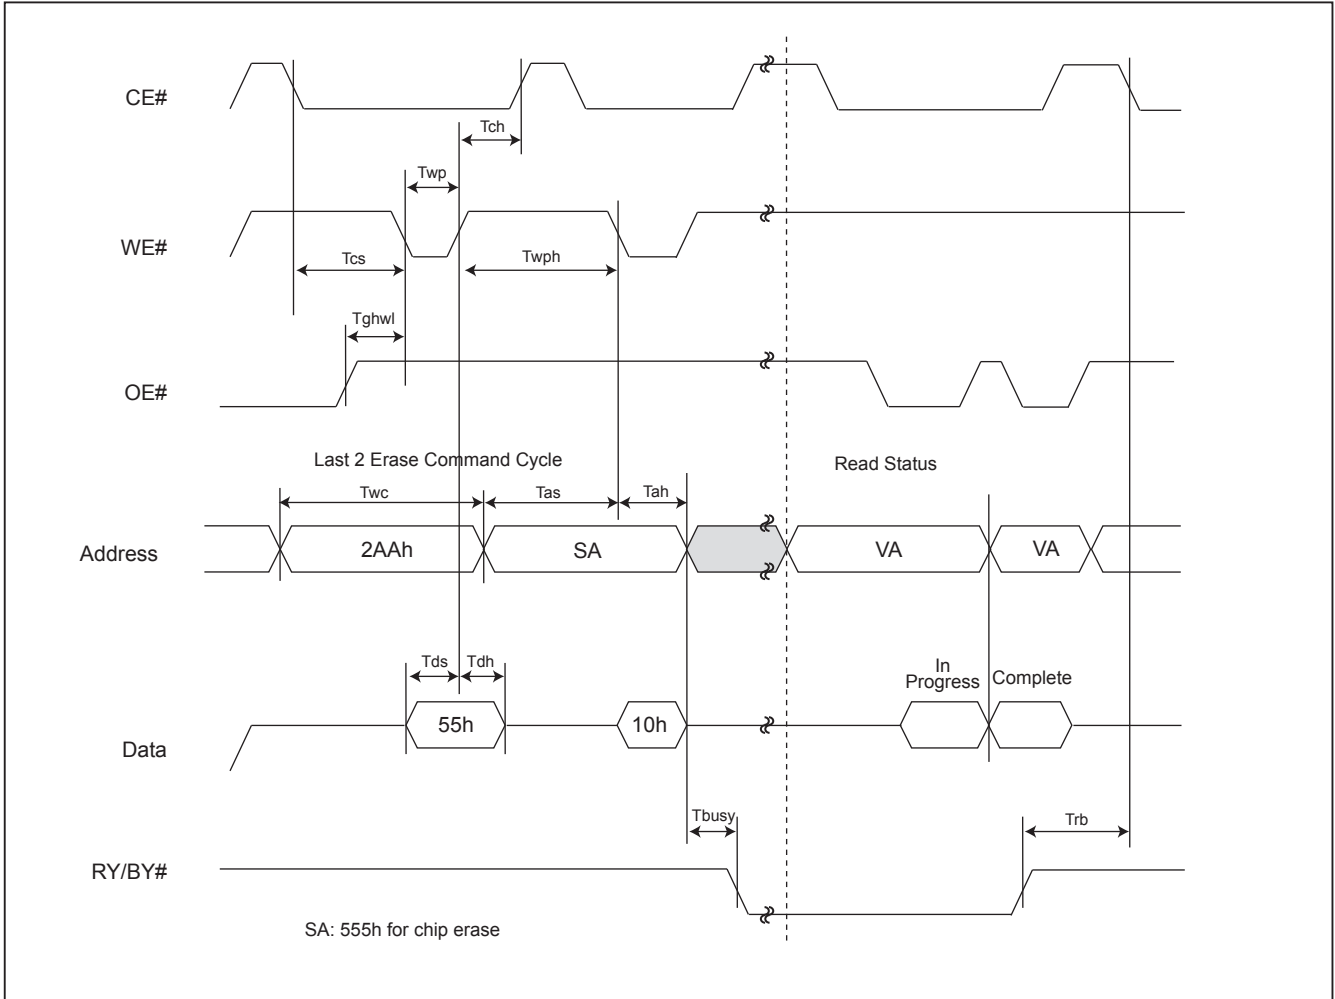 CE#
Tch
Twp
WE#
Tcs
Twph
Tghwl
OE#
Last 2 Erase Command Cycle
Read Status
Twc
Tas
Tah
Address
2AAh
SA
VA
VA
Tds
Tdh
In
Progress
Complete
Data
55h
10h
Tbusy
Trb
RY/BY#
SA: 555h for chip erase